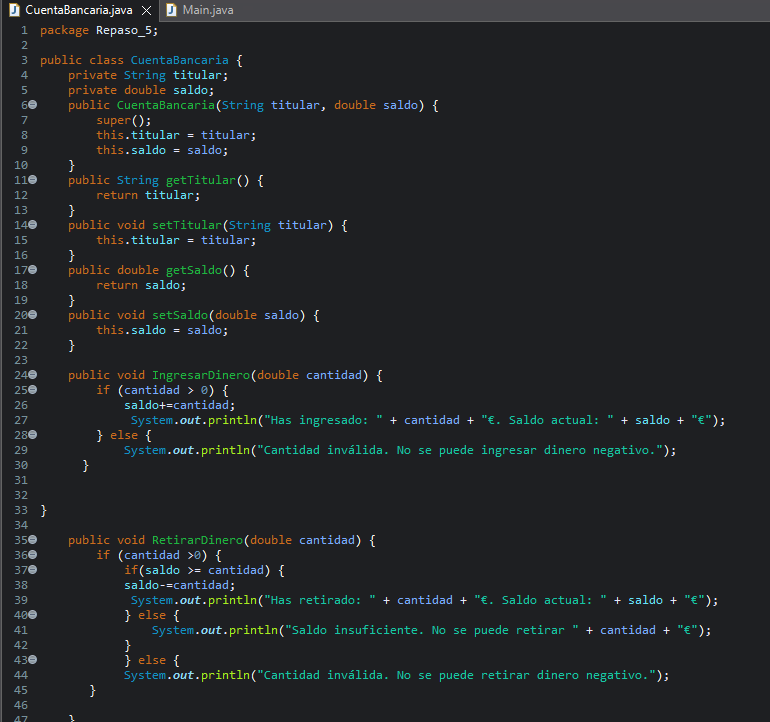 CuentaBancaria.java Main.java
1 package Repaso_5;
2
3 public class CuentaBancaria {
4     private String titular;
5     private double saldo;
6     public CuentaBancaria(String titular, double saldo) {
7         super();
8         this.titular = titular;
9         this.saldo = saldo;
10     }
11     public String getTitular() {
12         return titular;
13     }
14     public void setTitular(String titular) {
15         this.titular = titular;
16     }
17     public double getSaldo() {
18         return saldo;
19     }
20     public void setSaldo(double saldo) {
21         this.saldo = saldo;
22     }
23
24     public void IngresarDinero(double cantidad) {
25         if (cantidad > 0) {
26             saldo+=cantidad;
27              System.out.println("Has ingresado: " + cantidad + "€. Saldo actual: " + saldo + "€");
28         } else {
29             System.out.println("Cantidad inválida. No se puede ingresar dinero negativo.");
30       }
31
32
33 }
34
35     public void RetirarDinero(double cantidad) {
36         if (cantidad >0) {
37             if(saldo >= cantidad) {
38             saldo-=cantidad;
39              System.out.println("Has retirado: " + cantidad + "€. Saldo actual: " + saldo + "€");
40             } else {
41                 System.out.println("Saldo insuficiente. No se puede retirar " + cantidad + "€");
42             }
43             } else {
44             System.out.println("Cantidad inválida. No se puede retirar dinero negativo.");
45        }
46
47     }